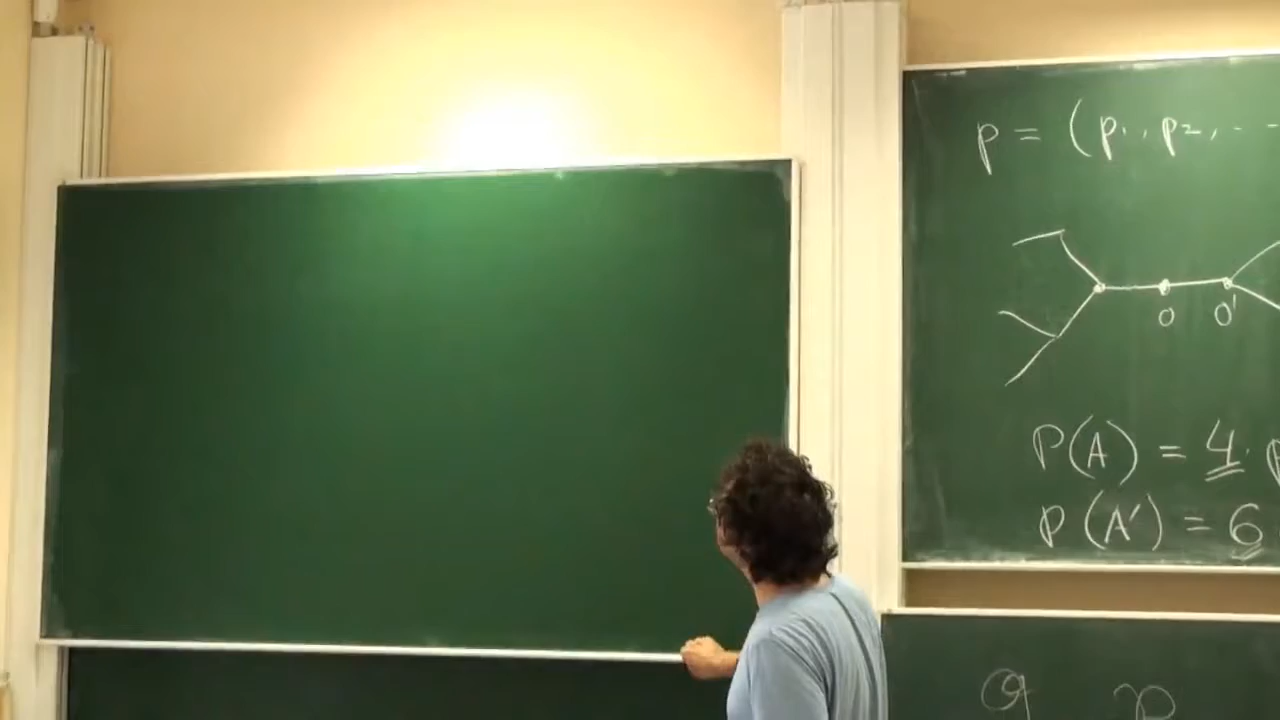 p = (p₁, p₂, ...
O O'
P(A) = 4 · p
P(A') = 6